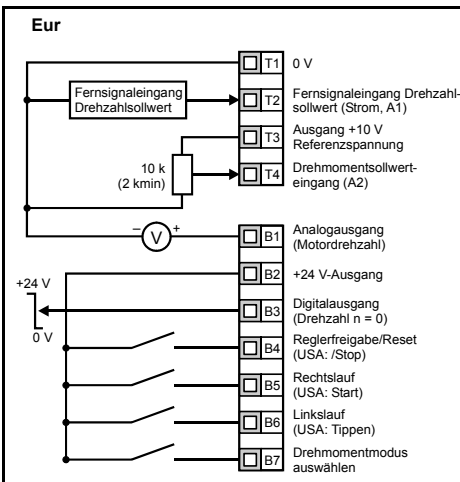 Eur
T1 0 V
Fernsignaleingang
Drehzahlsollwert
T2 Fernsignaleingang Drehzahl-
sollwert (Strom, A1)
T3 Ausgang +10 V
Referenzspannung
10 k
(2 kmin)
T4 Drehmomentsollwert-
eingang (A2)
– V +
B1 Analogausgang
(Motordrehzahl)
B2 +24 V-Ausgang
+24 V
0 V
B3 Digitalausgang
(Drehzahl n = 0)
B4 Reglerfreigabe/Reset
(USA: /Stop)
B5 Rechtslauf
(USA: Start)
B6 Linkslauf
(USA: Tippen)
B7 Drehmomentmodus
auswählen